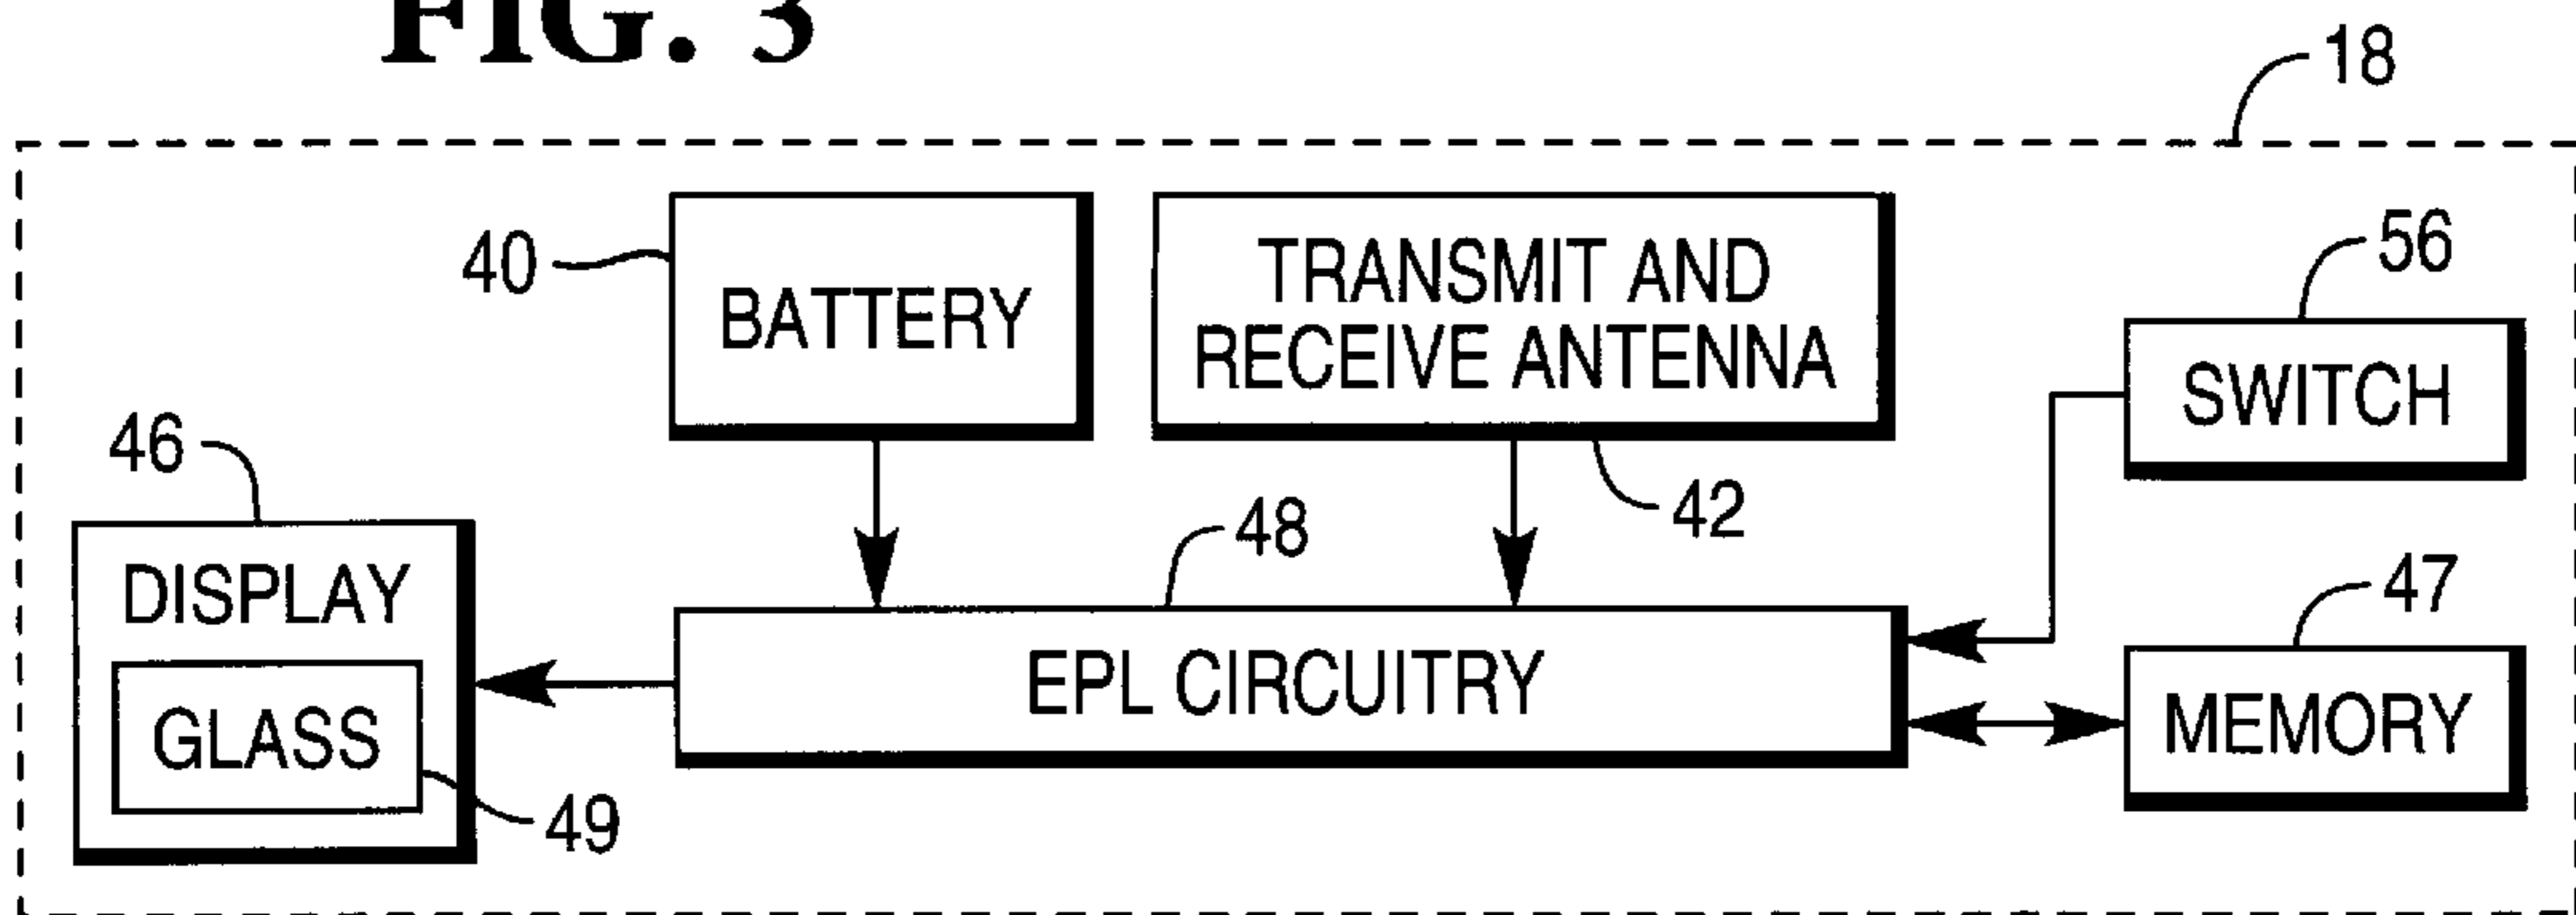 FIG. 3
18
40
BATTERY
TRANSMIT AND
RECEIVE ANTENNA
56
SWITCH
46
DISPLAY
GLASS
49
48
42
EPL CIRCUITRY
47
MEMORY